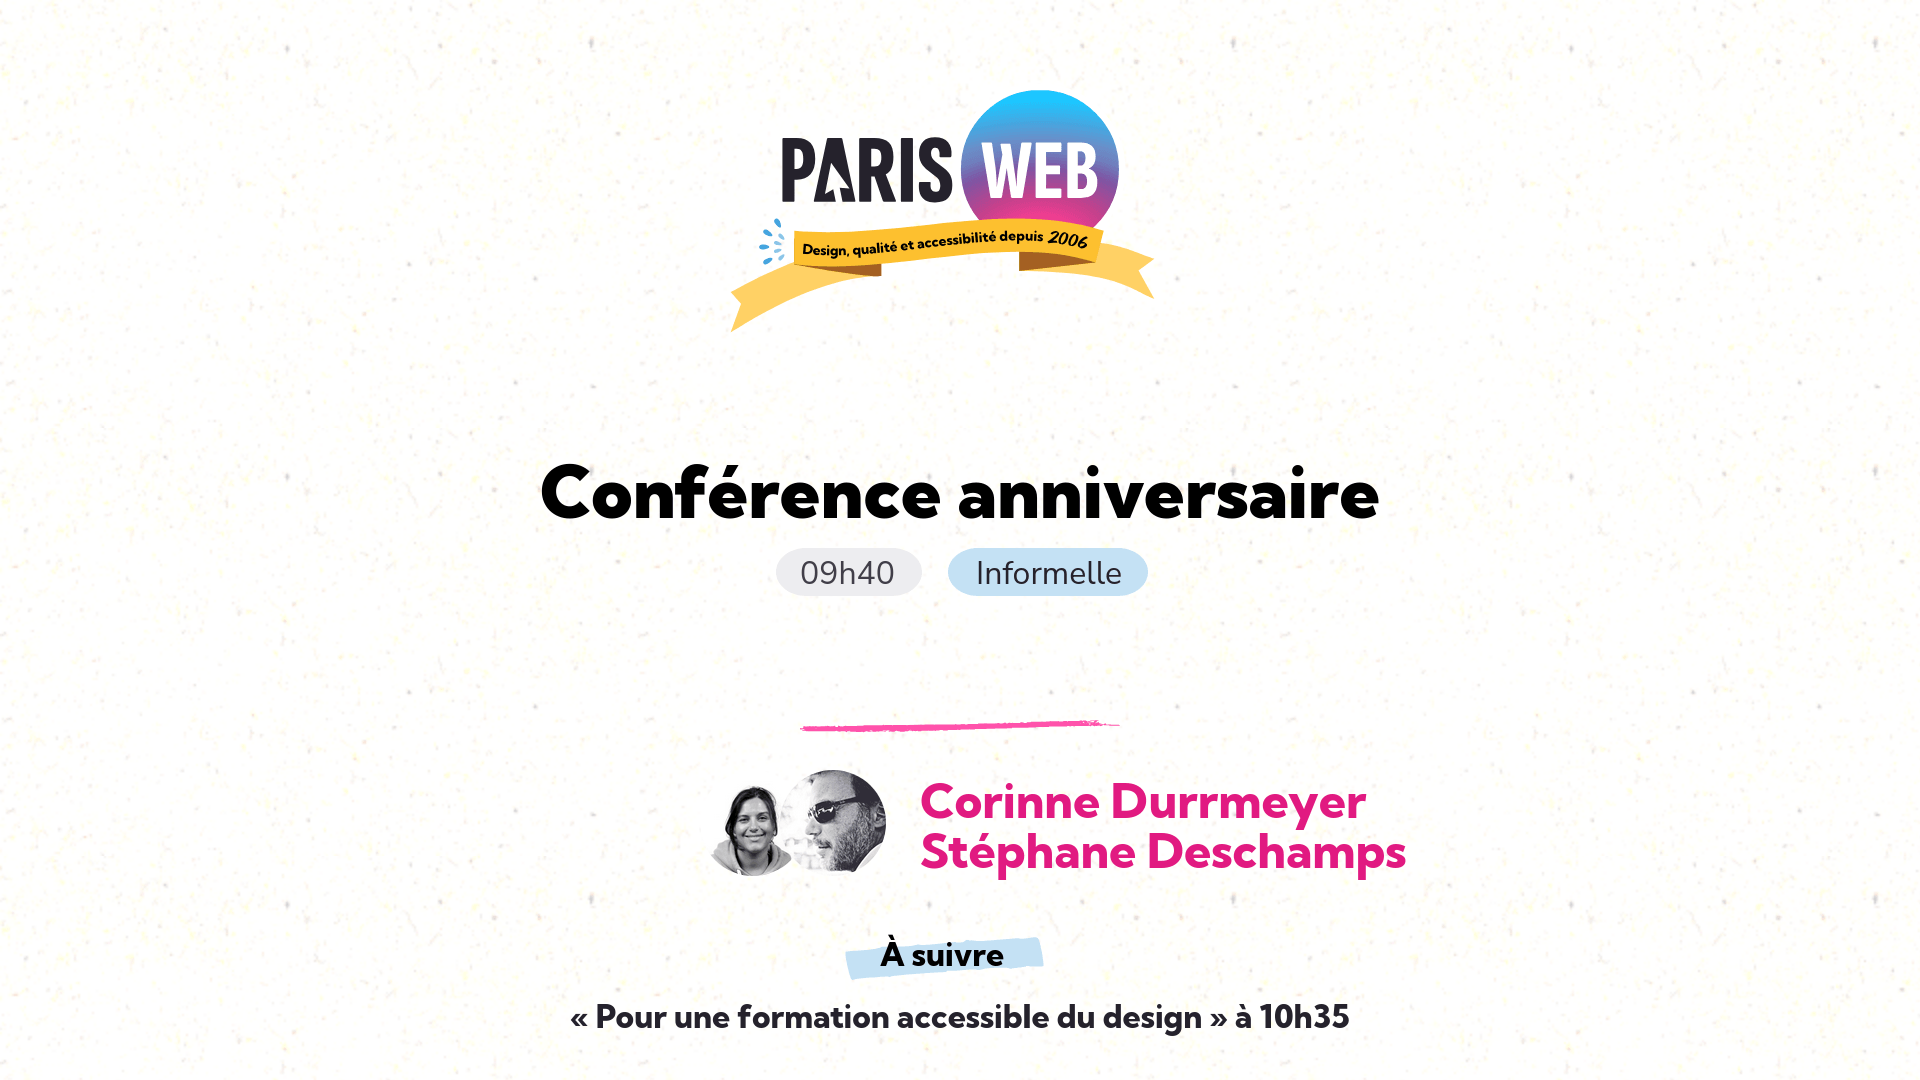 PARIS WEB
Design, qualité et accessibilité depuis 2006
Conférence anniversaire
09h40 Informelle
Corinne Durrmeyer
Stéphane Deschamps
À suivre
« Pour une formation accessible du design » à 10h35